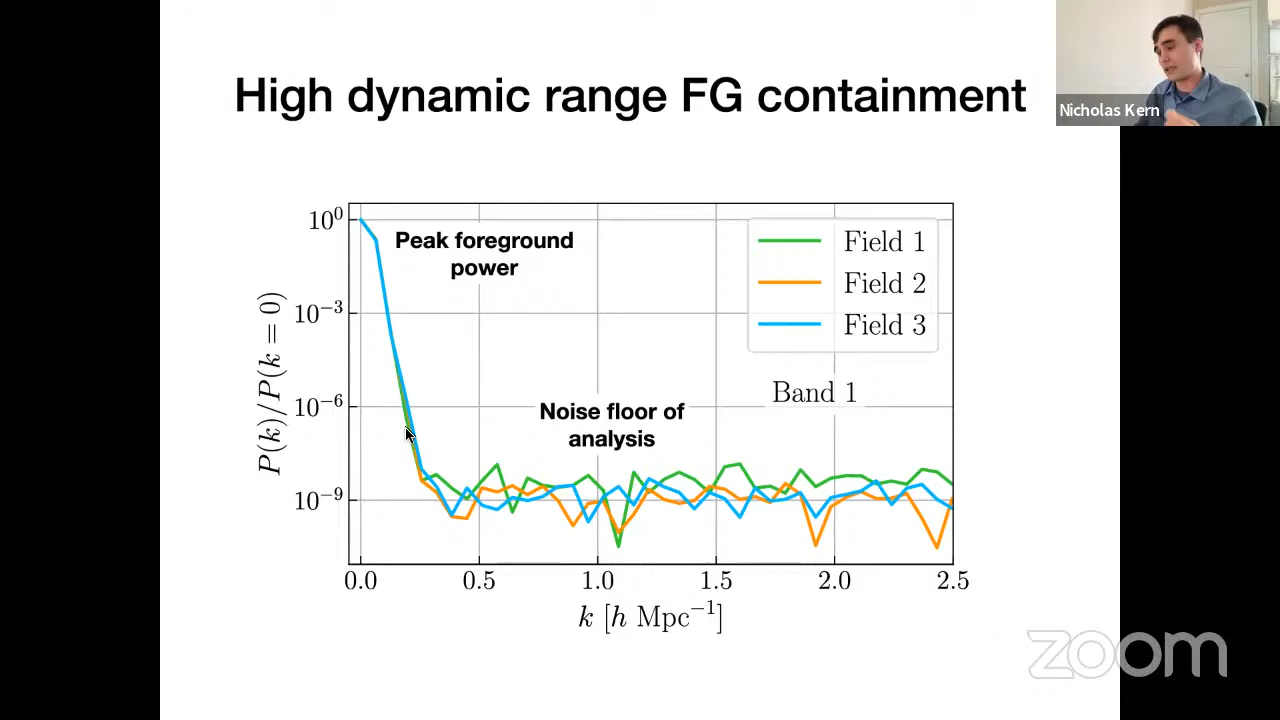 High dynamic range FG containment
Nicholas Kern
10⁰
10⁻³
10⁻⁶
10⁻⁹
P(k)/P(k = 0)
Peak foreground
power
Field 1
Field 2
Field 3
Band 1
Noise floor of
analysis
0.0 0.5 1.0 1.5 2.0 2.5
k [h Mpc⁻¹]
zoom